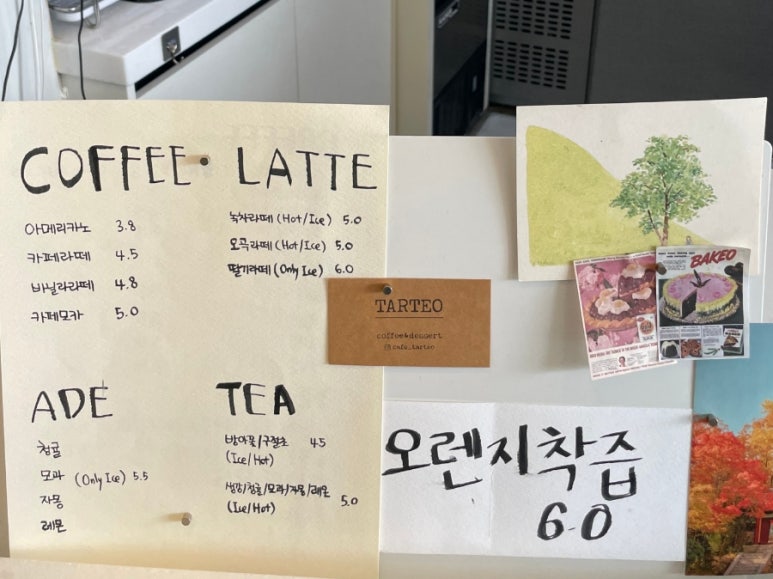 COFFEE
아메리카노 3.8
카페라떼 4.5
바닐라라떼 4.8
카페모카 5.0
LATTE
녹차라떼 (Hot/Ice) 5.0
오곡라떼 (Hot/Ice) 5.0
딸기라떼 (Only Ice) 6.0
ADE
청귤
모과 (Only Ice) 5.5
자몽
레몬
TEA
방아꽃/구절초 4.5
(Ice/Hot)
생강/청귤/모과/자몽/레몬
(Ice/Hot) 5.0
TARTEO
coffee&dessert
cafe_tarteo
오렌지착즙
6.0
BAKEO